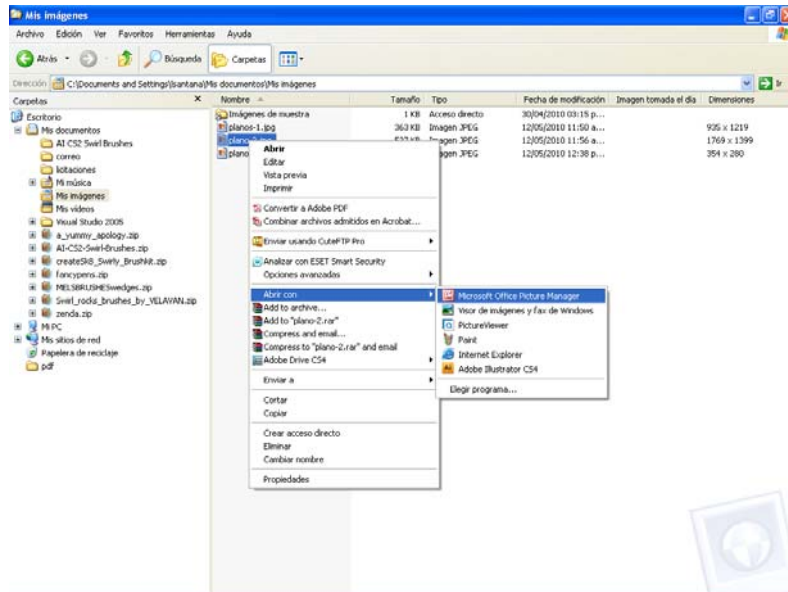 Mis imágenes
Archivo Edición Ver Favoritos Herramientas Ayuda
Atrás Búsqueda Carpetas
Dirección C:\Documents and Settings\lsantana\Mis documentos\Mis imágenes Ir
Carpetas X Nombre Tamaño Tipo Fecha de modificación Imagen tomada el día Dimensiones
Escritorio
Mis documentos
AI CS2 Swirl Brushes
correo
licitaciones
Mi música
Mis imágenes
Mis vídeos
Visual Studio 2005
a_yummy_apology.zip
AI-CS2-Swirl-Brushes.zip
createSk8_Swirly_Brushkit.zip
fancypens.zip
MELSBRUSHESwedges.zip
Swirl_rocks_brushes_by_VELAVAN.zip
zenda.zip
Mi PC
Mis sitios de red
Papelera de reciclaje
pdf
Imágenes de muestra 1 KB Acceso directo 30/04/2010 03:15 p...
planos-1.jpg 363 KB Imagen JPEG 12/05/2010 11:50 a... 935 x 1219
Imagen JPEG 12/05/2010 11:56 a... 1769 x 1399
plano Imagen JPEG 12/05/2010 12:38 p... 354 x 280
Abrir
Editar
Vista previa
Imprimir
Convertir a Adobe PDF
Combinar archivos admitidos en Acrobat...
Enviar usando CuteFTP Pro
Analizar con ESET Smart Security
Opciones avanzadas
Abrir con
Add to archive...
Add to "plano-2.rar"
Compress and email...
Compress to "plano-2.rar" and email
Adobe Drive CS4
Enviar a
Cortar
Copiar
Crear acceso directo
Eliminar
Cambiar nombre
Propiedades
Microsoft Office Picture Manager
Visor de imágenes y fax de Windows
PictureViewer
Paint
Internet Explorer
Adobe Illustrator CS4
Elegir programa...